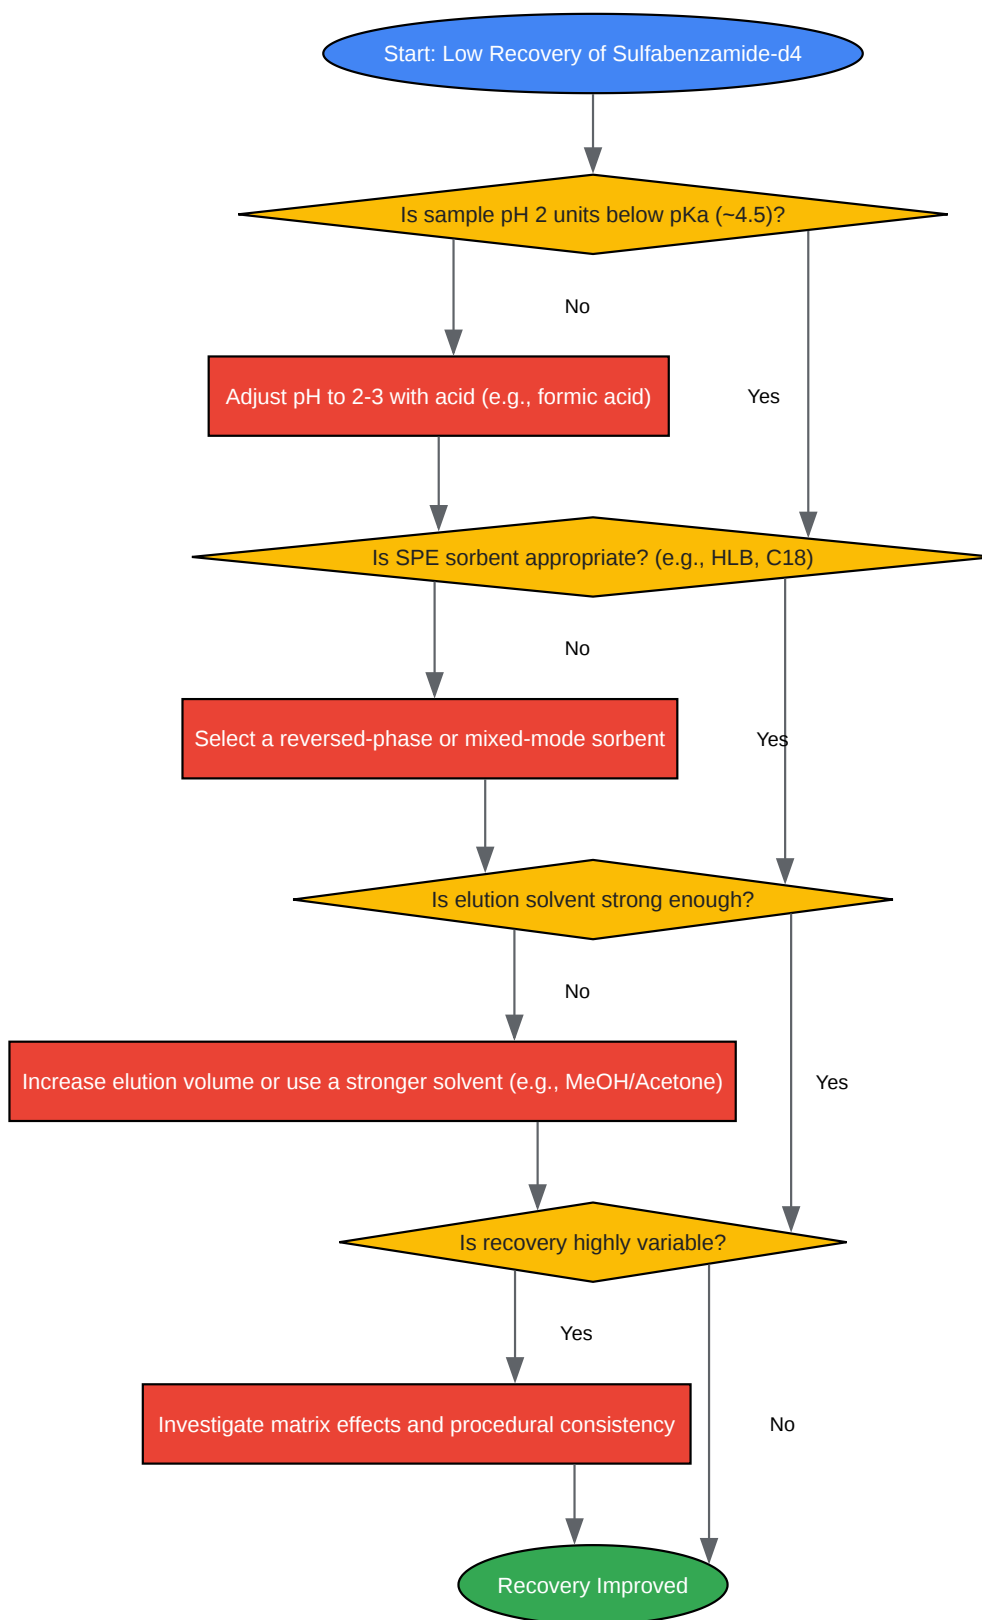 Start: Low Recovery of Sulfabenzamide-d4
Is sample pH 2 units below pKa (~4.5)?
No
Adjust pH to 2-3 with acid (e.g., formic acid)
Yes
Is SPE sorbent appropriate? (e.g., HLB, C18)
No
Select a reversed-phase or mixed-mode sorbent
Yes
Is elution solvent strong enough?
No
Increase elution volume or use a stronger solvent (e.g., MeOH/Acetone)
Yes
Is recovery highly variable?
Yes
Investigate matrix effects and procedural consistency
No
Recovery Improved